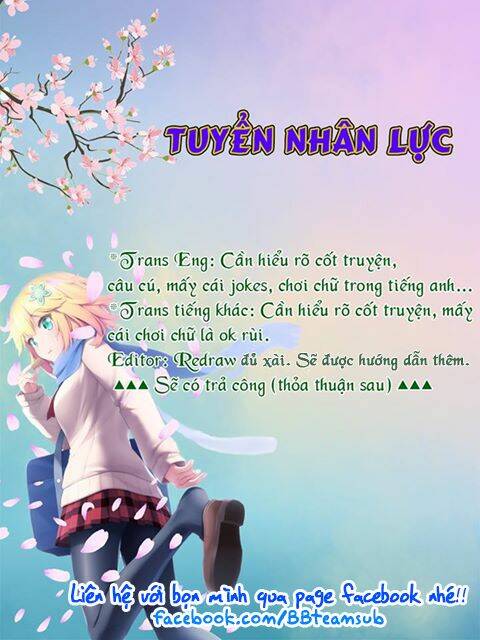 TUYỂN NHÂN LỰC
*Trans Eng: Cần hiểu rõ cốt truyện,
câu cú, mấy cái jokes, chơi chữ trong tiếng anh...
*Trans tiếng khác: Cần hiểu rõ cốt truyện, mấy
cái chơi chữ là ok rùi.
Editor: Redraw đủ xài. Sẽ được hướng dẫn thêm.
▲▲▲ Sẽ có trả công (thỏa thuận sau) ▲▲▲
Liên hệ với bọn mình qua page facebook nhé!!
facebook.com/BBteamsub